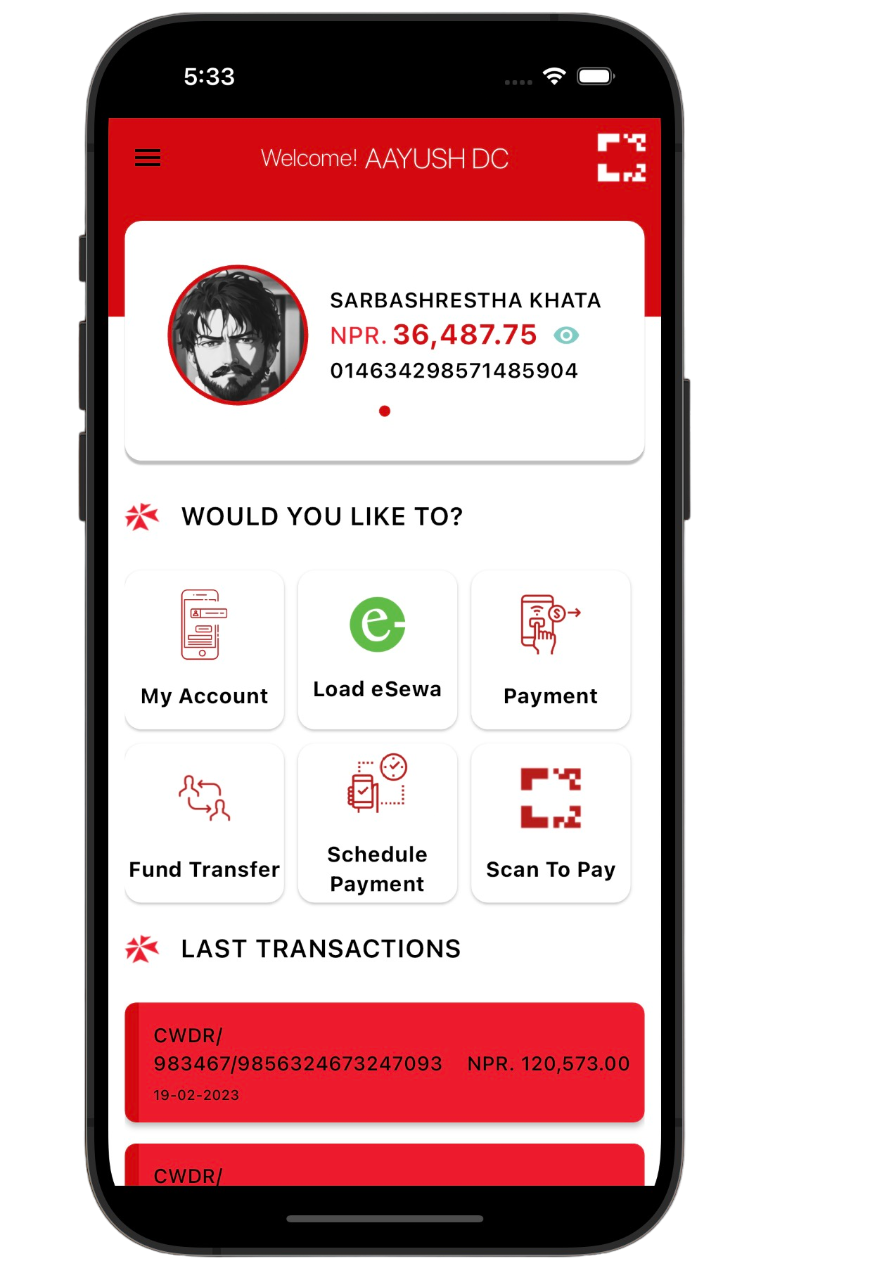 5:33
Welcome! AAYUSH DC
SARBASHRESTHA KHATA
NPR. 36,487.75
014634298571485904
WOULD YOU LIKE TO?
My Account
Load eSewa
Payment
Fund Transfer
Schedule
Payment
Scan To Pay
LAST TRANSACTIONS
CWDR/
983467/9856324673247093 NPR. 120,573.00
19-02-2023
CWDR/